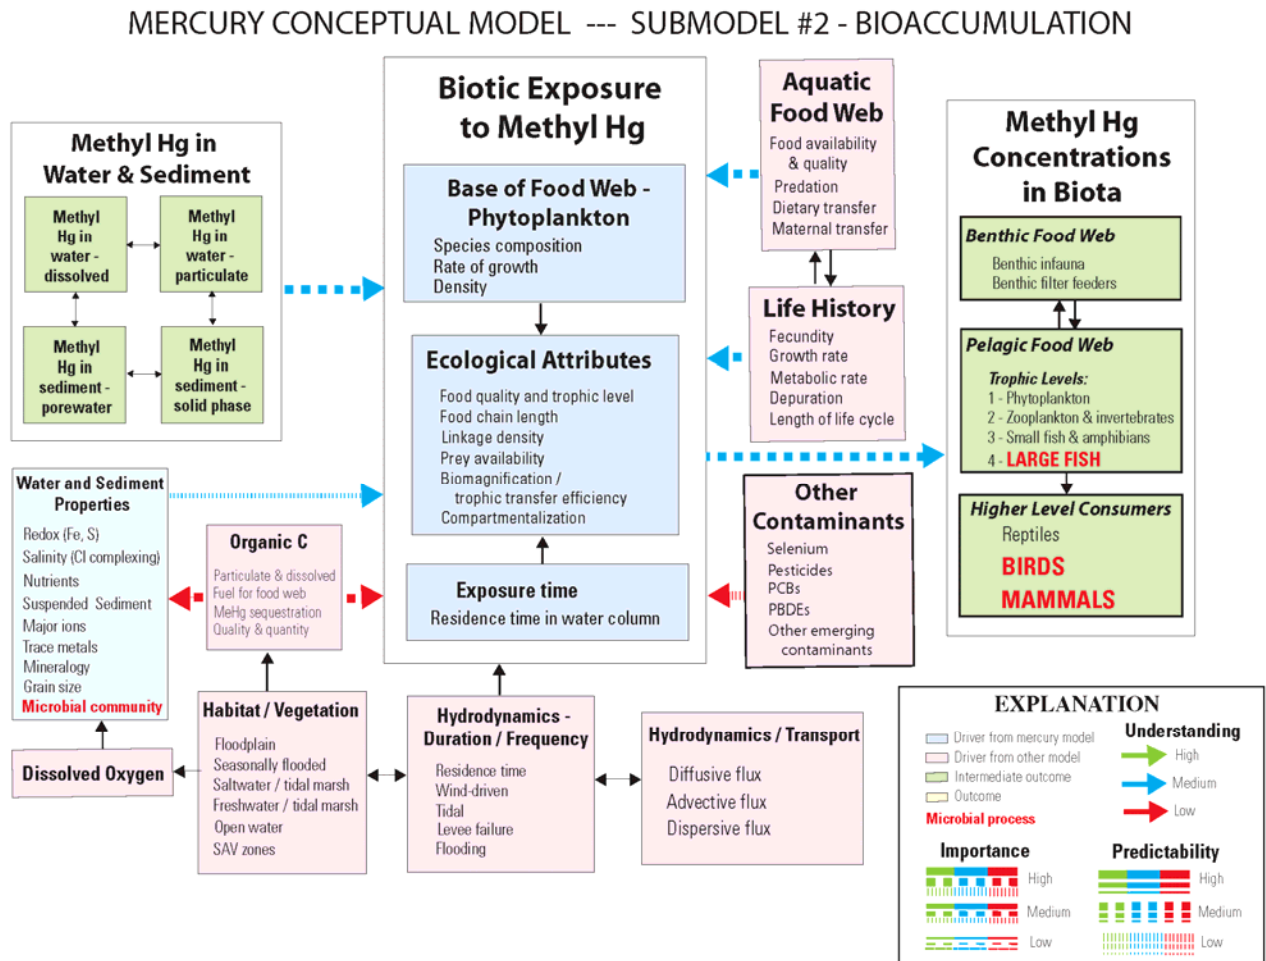 MERCURY CONCEPTUAL MODEL --- SUBMODEL #2 - BIOACCUMULATION
Methyl Hg in
Water & Sediment
Methyl
Hg in
water -
dissolved
Methyl
Hg in
water -
particulate
Methyl
Hg in
sediment -
porewater
Methyl
Hg in
sediment -
solid phase
Biotic Exposure
to Methyl Hg
Base of Food Web -
Phytoplankton
Species composition
Rate of growth
Density
Ecological Attributes
Food quality and trophic level
Food chain length
Linkage density
Prey availability
Biomagnification /
trophic transfer efficiency
Compartmentalization
Exposure time
Residence time in water column
Aquatic
Food Web
Food availability
& quality
Predation
Dietary transfer
Maternal transfer
Life History
Fecundity
Growth rate
Metabolic rate
Depuration
Length of life cycle
Other
Contaminants
Selenium
Pesticides
PCBs
PBDEs
Other emerging
contaminants
Methyl Hg
Concentrations
in Biota
Benthic Food Web
Benthic infauna
Benthic filter feeders
Pelagic Food Web
Trophic Levels:
1 - Phytoplankton
2 - Zooplankton & invertebrates
3 - Small fish & amphibians
4 - LARGE FISH
Higher Level Consumers
Reptiles
BIRDS
MAMMALS
Water and Sediment
Properties
Redox (Fe, S)
Salinity (Cl complexing)
Nutrients
Suspended Sediment
Major ions
Trace metals
Mineralogy
Grain size
Microbial community
Organic C
Particulate & dissolved
Fuel for food web
MeHg sequestration
Quality & quantity
Dissolved Oxygen
Habitat / Vegetation
Floodplain
Seasonally flooded
Saltwater / tidal marsh
Freshwater / tidal marsh
Open water
SAV zones
Hydrodynamics -
Duration / Frequency
Residence time
Wind-driven
Tidal
Levee failure
Flooding
Hydrodynamics / Transport
Diffusive flux
Advective flux
Dispersive flux
EXPLANATION
Driver from mercury model
Driver from other model
Intermediate outcome
Outcome
Microbial process
Understanding
High
Medium
Low
Importance
High
Medium
Low
Predictability
High
Medium
Low